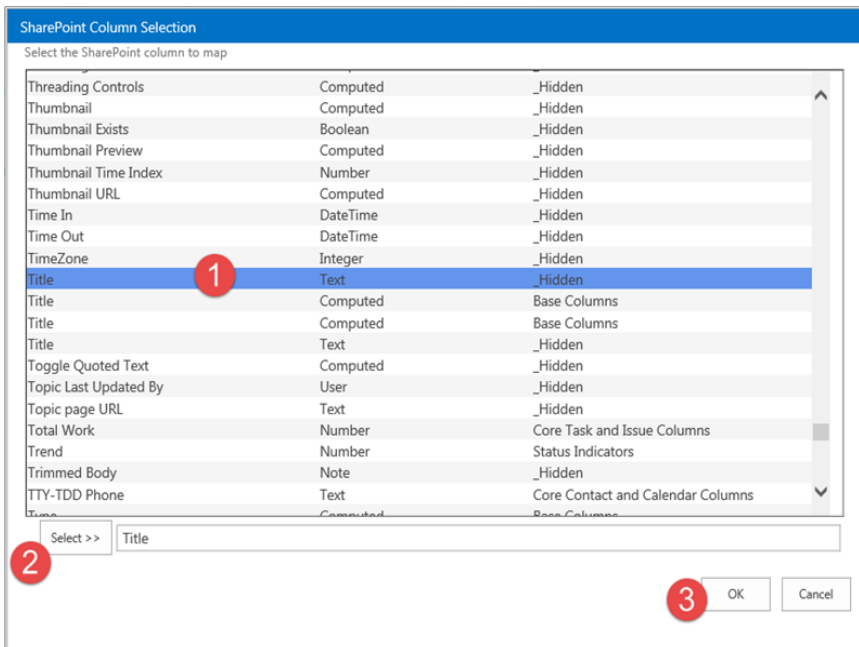 SharePoint Column Selection
Select the SharePoint column to map
Threading Controls Computed _Hidden
Thumbnail Computed _Hidden
Thumbnail Exists Boolean _Hidden
Thumbnail Preview Computed _Hidden
Thumbnail Time Index Number _Hidden
Thumbnail URL Computed _Hidden
Time In DateTime _Hidden
Time Out DateTime _Hidden
TimeZone Integer _Hidden
Title 1 Text _Hidden
Title Computed Base Columns
Title Computed Base Columns
Title Text _Hidden
Toggle Quoted Text Computed _Hidden
Topic Last Updated By User _Hidden
Topic page URL Text _Hidden
Total Work Number Core Task and Issue Columns
Trend Number Status Indicators
Trimmed Body Note _Hidden
TTY-TDD Phone Text Core Contact and Calendar Columns
Type Computed Base Columns
Select >> Title
2
3 OK Cancel